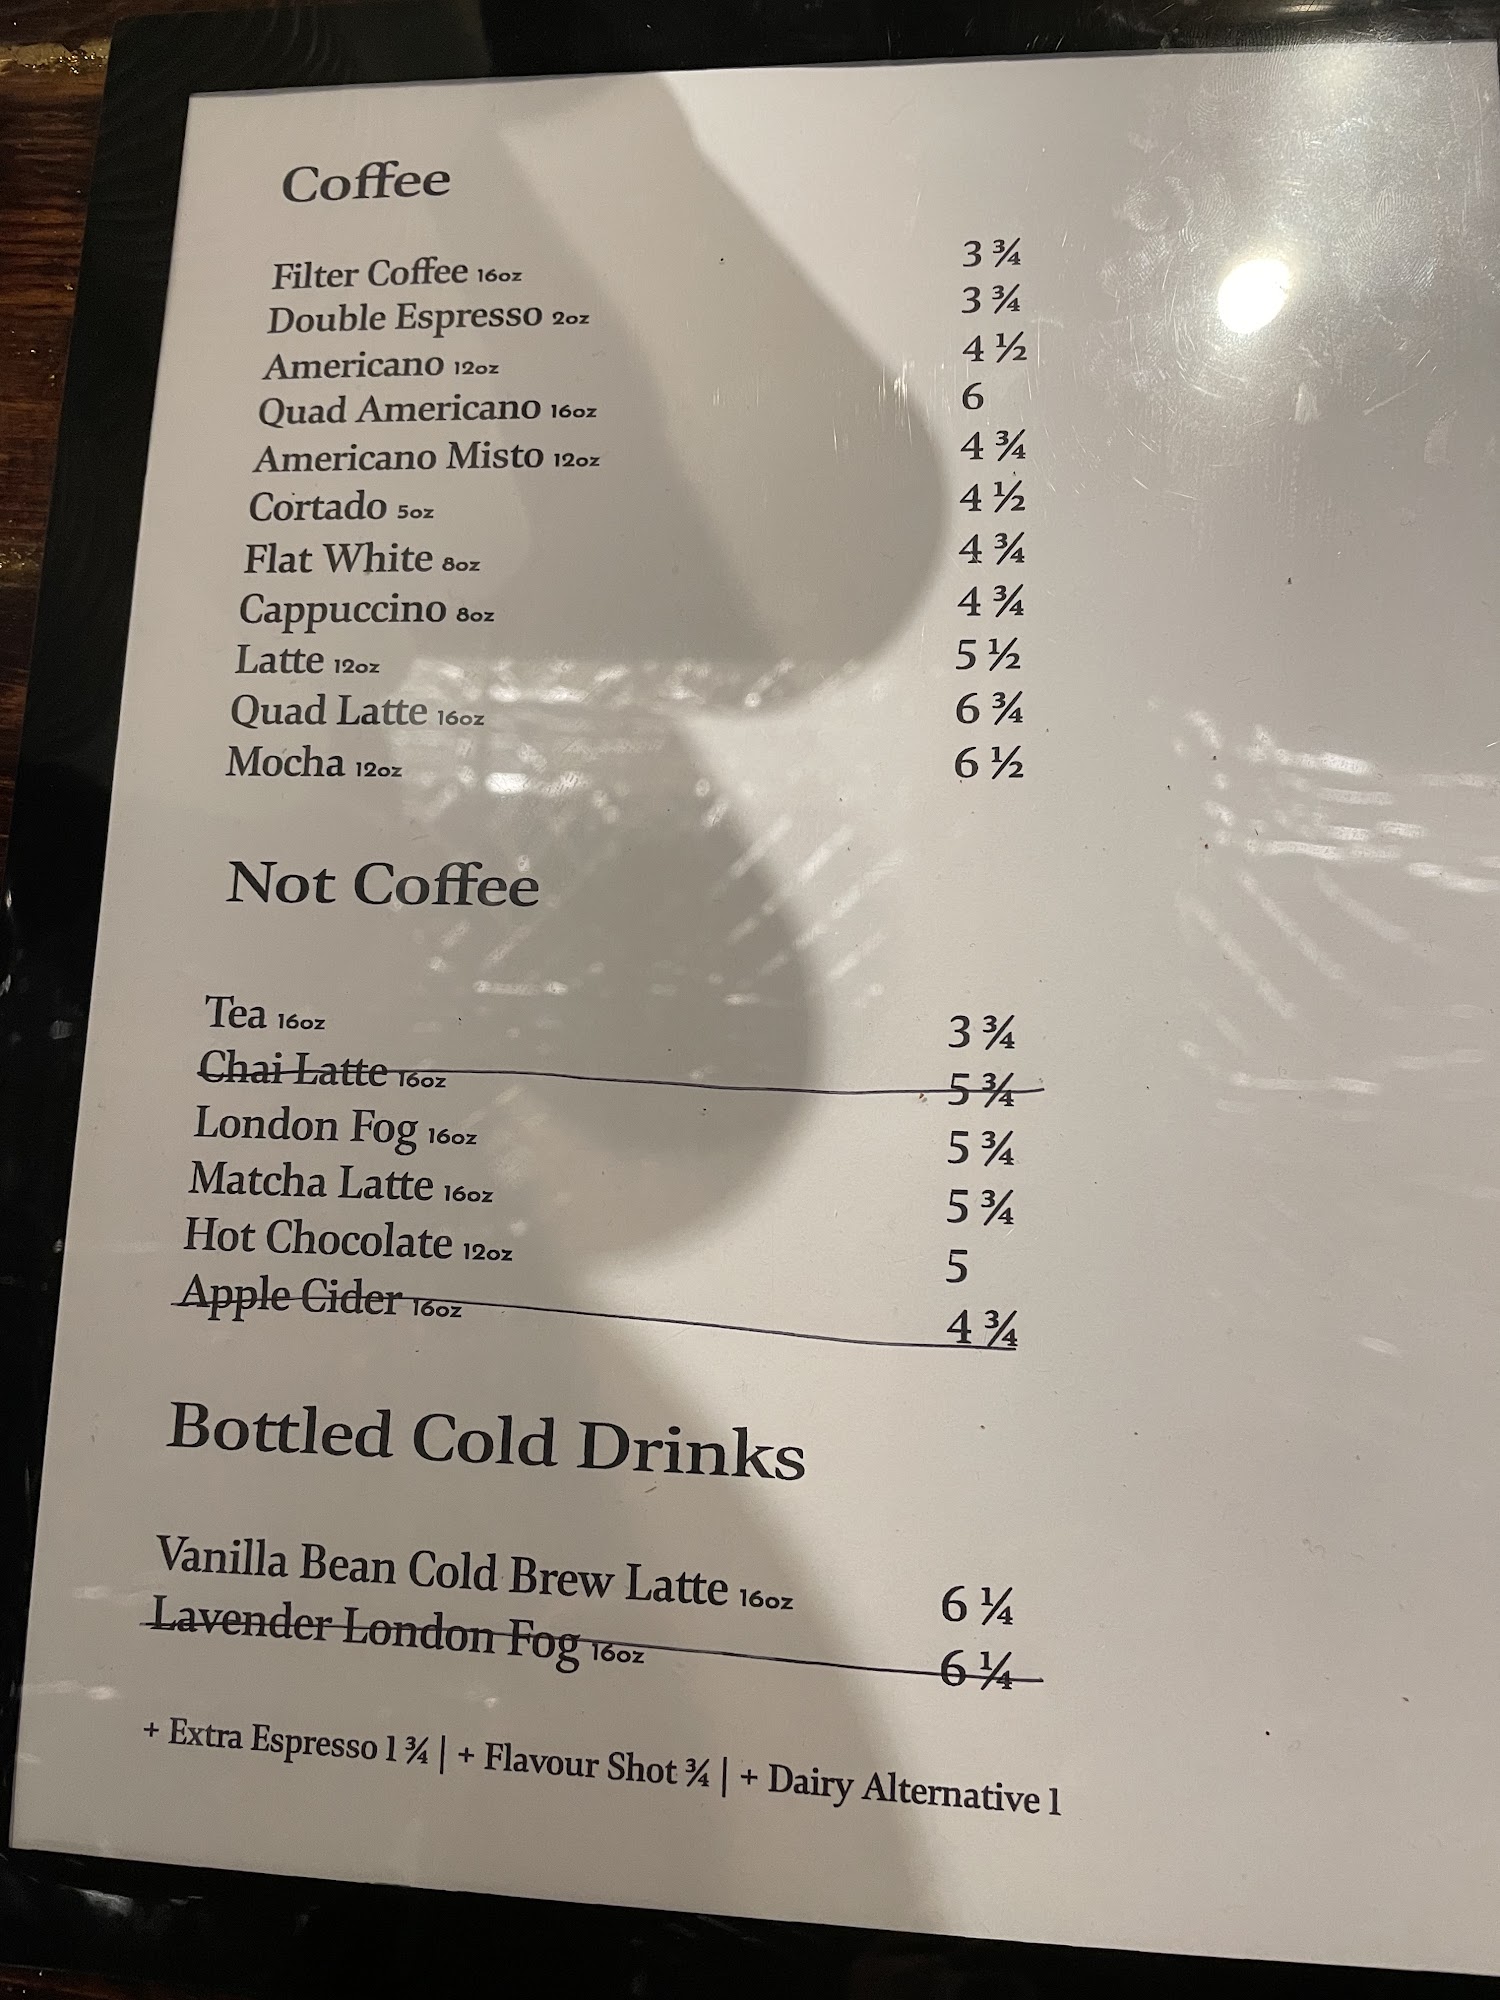 Coffee
Filter Coffee 16oz 3 ¾
Double Espresso 2oz 3 ¾
Americano 12oz 4 ½
Quad Americano 16oz 6
Americano Misto 12oz 4 ¾
Cortado 5oz 4 ½
Flat White 8oz 4 ¾
Cappuccino 8oz 4 ¾
Latte 12oz 5 ½
Quad Latte 16oz 6 ¾
Mocha 12oz 6 ½
Not Coffee
Tea 16oz 3 ¾
Chai Latte 16oz 5 ¾
London Fog 16oz 5 ¾
Matcha Latte 16oz 5 ¾
Hot Chocolate 12oz 5
Apple Cider 16oz 4 ¾
Bottled Cold Drinks
Vanilla Bean Cold Brew Latte 16oz 6 ¼
Lavender London Fog 16oz 6 ¼
+ Extra Espresso 1 ¾ | + Flavour Shot ¾ | + Dairy Alternative 1